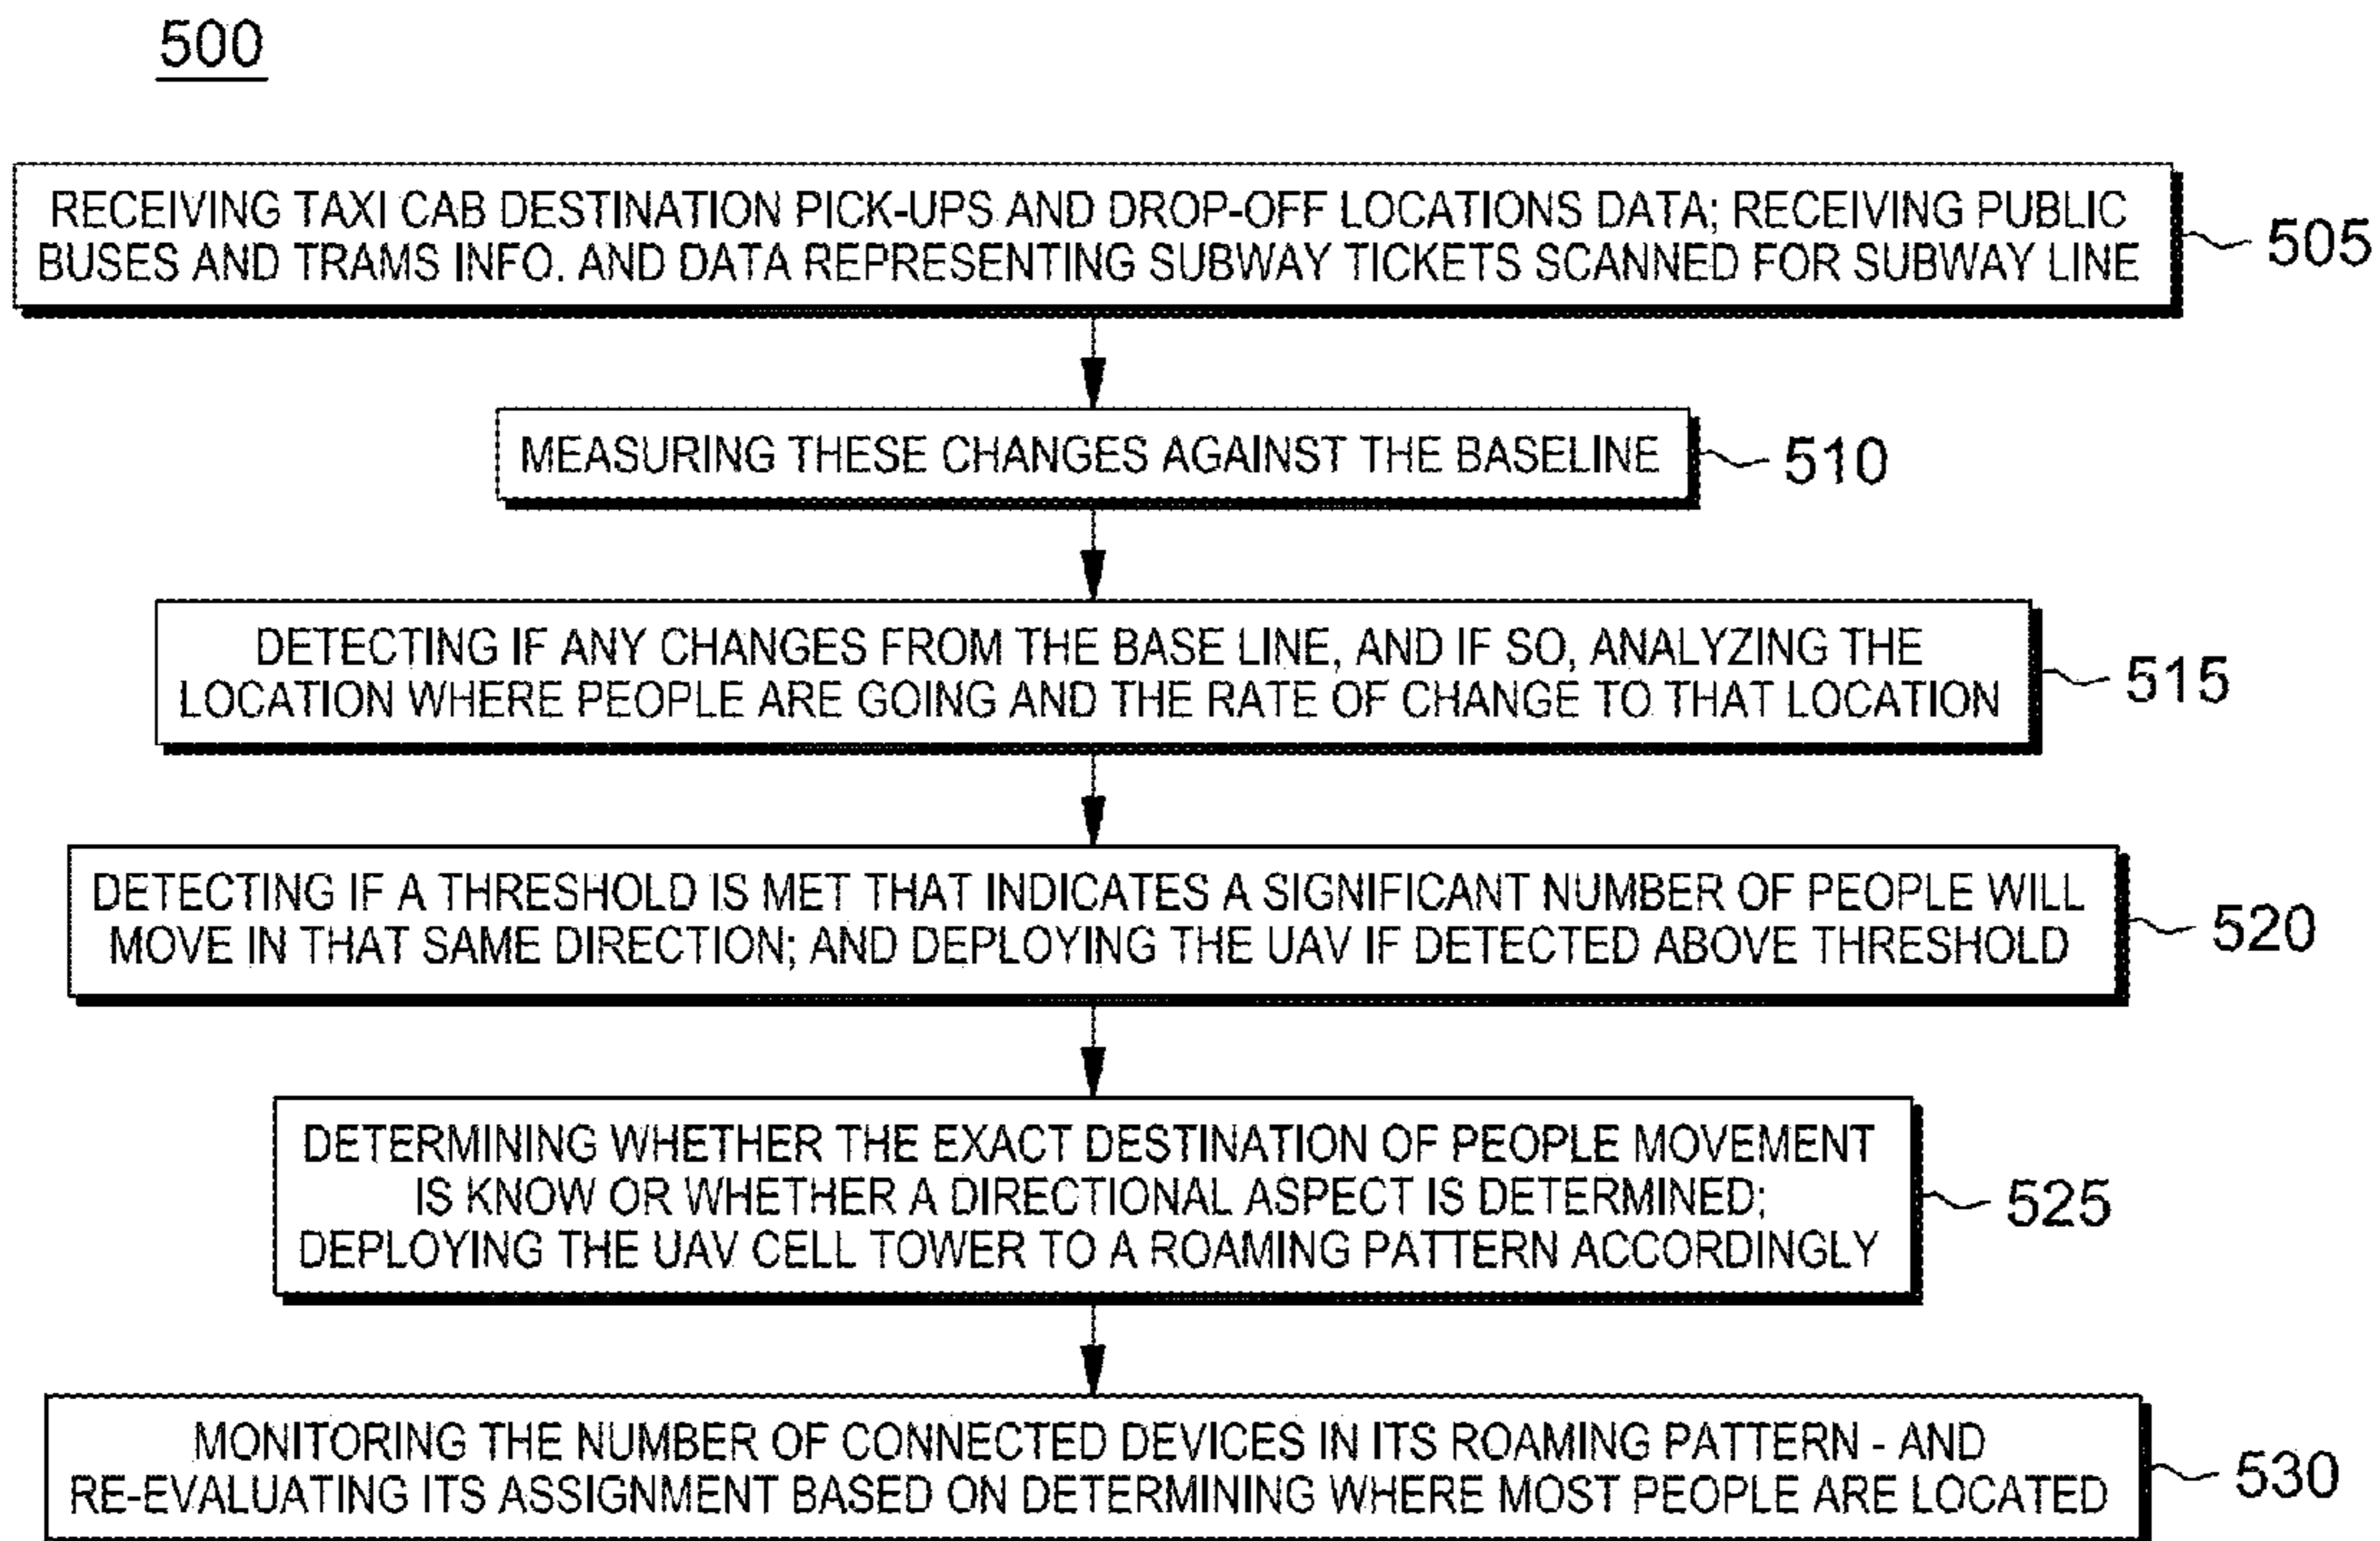 500
RECEIVING TAXI CAB DESTINATION PICK-UPS AND DROP-OFF LOCATIONS DATA; RECEIVING PUBLIC
BUSES AND TRAMS INFO. AND DATA REPRESENTING SUBWAY TICKETS SCANNED FOR SUBWAY LINE
505
MEASURING THESE CHANGES AGAINST THE BASELINE
510
DETECTING IF ANY CHANGES FROM THE BASE LINE, AND IF SO, ANALYZING THE
LOCATION WHERE PEOPLE ARE GOING AND THE RATE OF CHANGE TO THAT LOCATION
515
DETECTING IF A THRESHOLD IS MET THAT INDICATES A SIGNIFICANT NUMBER OF PEOPLE WILL
MOVE IN THAT SAME DIRECTION; AND DEPLOYING THE UAV IF DETECTED ABOVE THRESHOLD
520
DETERMINING WHETHER THE EXACT DESTINATION OF PEOPLE MOVEMENT
IS KNOW OR WHETHER A DIRECTIONAL ASPECT IS DETERMINED;
DEPLOYING THE UAV CELL TOWER TO A ROAMING PATTERN ACCORDINGLY
525
MONITORING THE NUMBER OF CONNECTED DEVICES IN ITS ROAMING PATTERN - AND
RE-EVALUATING ITS ASSIGNMENT BASED ON DETERMINING WHERE MOST PEOPLE ARE LOCATED
530